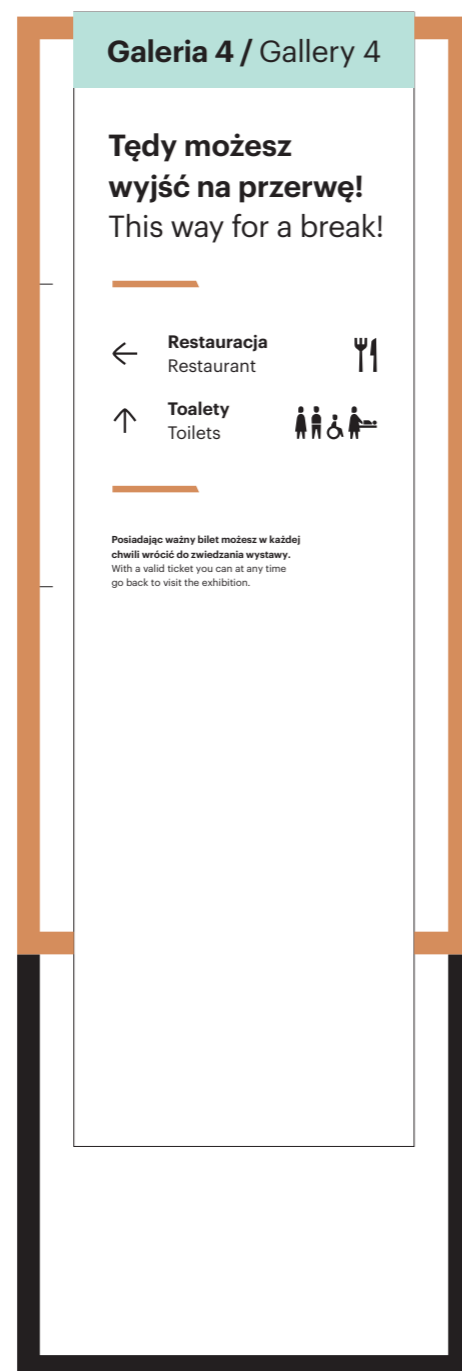 Galeria 4 / Gallery 4
Tędy możesz
wyjść na przerwę!
This way for a break!
Restauracja
Restaurant
Toalety
Toilets
Posiadając ważny bilet możesz w każdej
chwili wrócić do zwiedzania wystawy.
With a valid ticket you can at any time
go back to visit the exhibition.